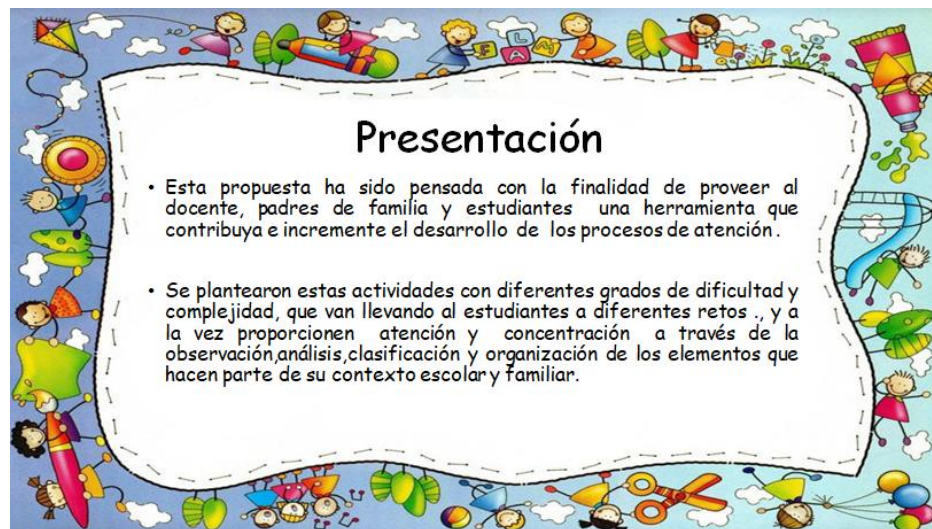 F L A A
Presentación
• Esta propuesta ha sido pensada con la finalidad de proveer al
docente, padres de familia y estudiantes una herramienta que
contribuya e incremente el desarrollo de los procesos de atención .
• Se plantearon estas actividades con diferentes grados de dificultad y
complejidad, que van llevando al estudiantes a diferentes retos ., y a
la vez proporcionen atención y concentración a través de la
observación,análisis,clasificación y organización de los elementos que
hacen parte de su contexto escolar y familiar.